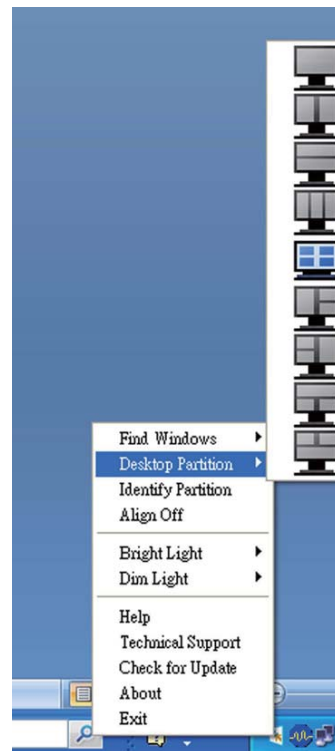 Find Windows
Desktop Partition
Identify Partition
Align Off
Bright Light
Dim Light
Help
Technical Support
Check for Update
About
Exit